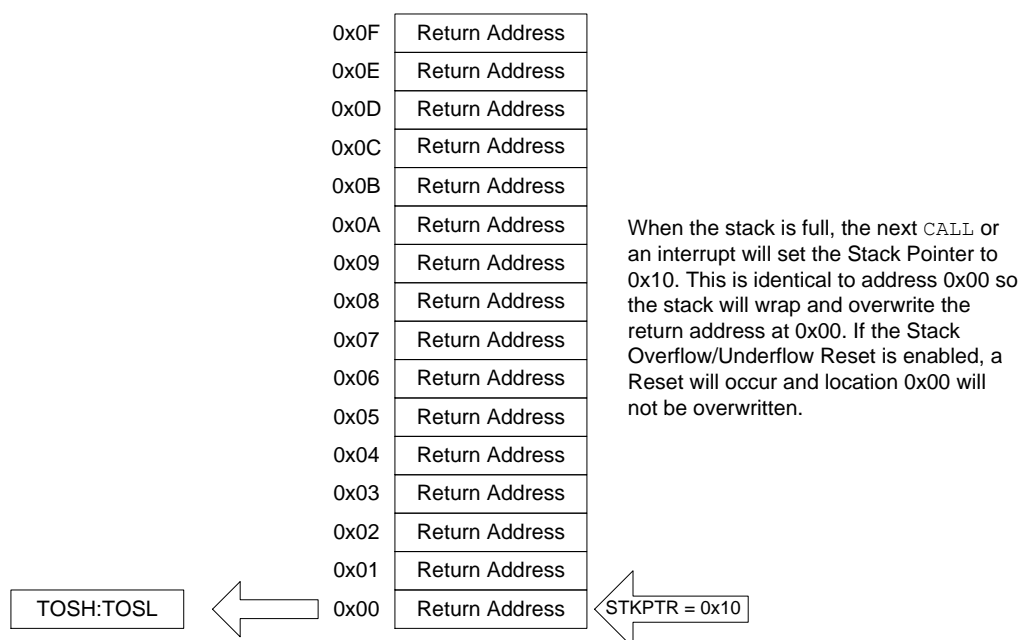 0x0F Return Address
0x0E Return Address
0x0D Return Address
0x0C Return Address
0x0B Return Address
0x0A Return Address
0x09 Return Address
0x08 Return Address
0x07 Return Address
0x06 Return Address
0x05 Return Address
0x04 Return Address
0x03 Return Address
0x02 Return Address
0x01 Return Address
TOSH:TOSL 0x00 Return Address STKPTR = 0x10
When the stack is full, the next CALL or
an interrupt will set the Stack Pointer to
0x10. This is identical to address 0x00 so
the stack will wrap and overwrite the
return address at 0x00. If the Stack
Overflow/Underflow Reset is enabled, a
Reset will occur and location 0x00 will
not be overwritten.